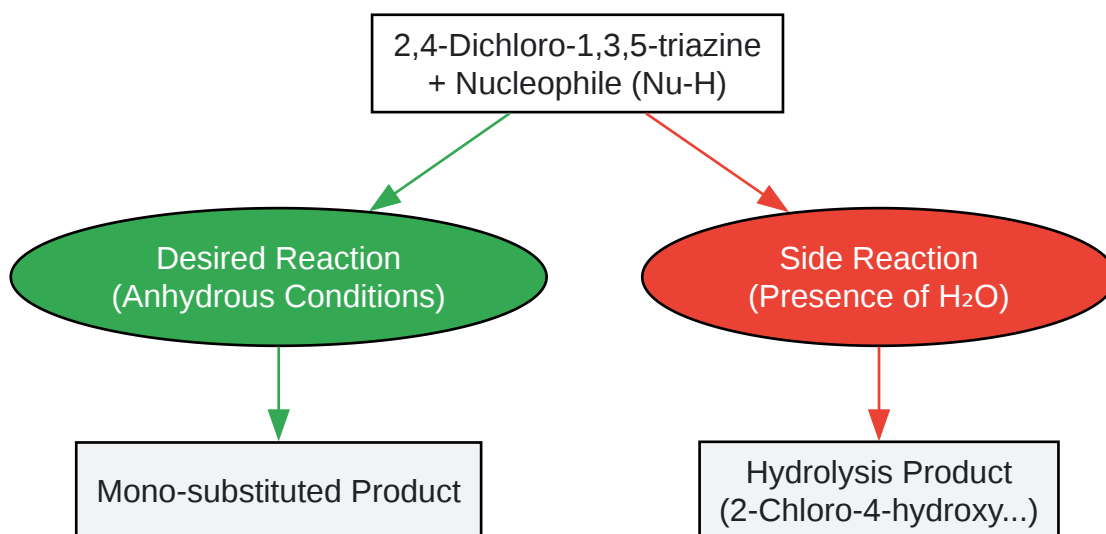 2,4-Dichloro-1,3,5-triazine
+ Nucleophile (Nu-H)
Desired Reaction
(Anhydrous Conditions)
Side Reaction
(Presence of H₂O)
Mono-substituted Product
Hydrolysis Product
(2-Chloro-4-hydroxy...)